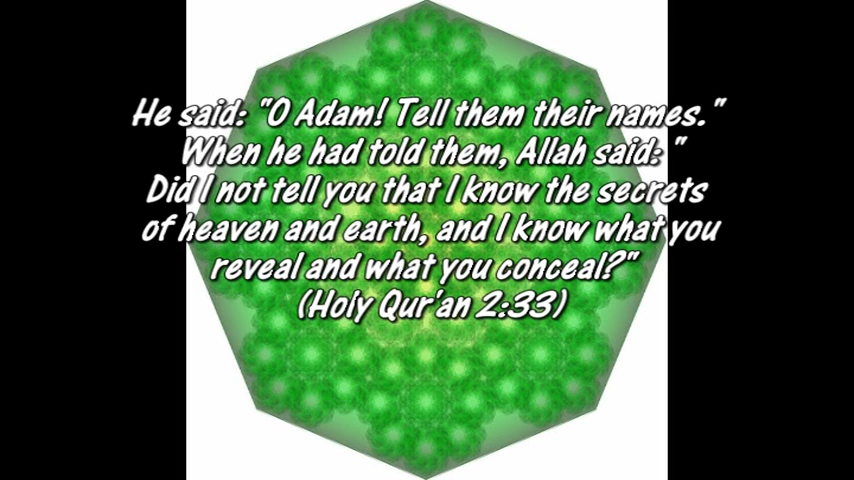 He said: "O Adam! Tell them their names."
When he had told them, Allah said: "
Did I not tell you that I know the secrets
of heaven and earth, and I know what you
reveal and what you conceal?"
(Holy Qur'an 2:33)